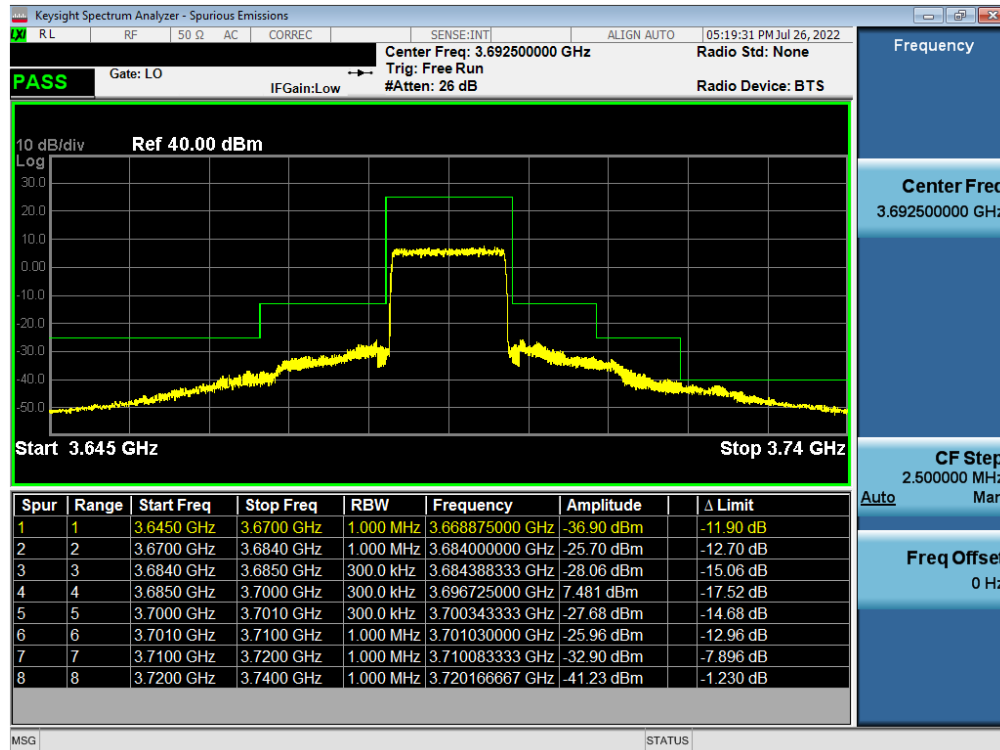 Keysight Spectrum Analyzer - Spurious Emissions
LXI RL RF 50 Ω AC CORREC SENSE:INT ALIGN AUTO 05:19:31 PM Jul 26, 2022
Center Freq: 3.692500000 GHz Radio Std: None
PASS Gate: LO Trig: Free Run
IFGain:Low #Atten: 26 dB Radio Device: BTS
10 dB/div Ref 40.00 dBm
Log
30.0
20.0
10.0
0.00
-10.0
-20.0
-30.0
-40.0
-50.0
Start 3.645 GHz Stop 3.74 GHz
Spur Range Start Freq Stop Freq RBW Frequency Amplitude Δ Limit
1 1 3.6450 GHz 3.6700 GHz 1.000 MHz 3.668875000 GHz -36.90 dBm -11.90 dB
2 2 3.6700 GHz 3.6840 GHz 1.000 MHz 3.684000000 GHz -25.70 dBm -12.70 dB
3 3 3.6840 GHz 3.6850 GHz 300.0 kHz 3.684388333 GHz -28.06 dBm -15.06 dB
4 4 3.6850 GHz 3.7000 GHz 300.0 kHz 3.696725000 GHz 7.481 dBm -17.52 dB
5 5 3.7000 GHz 3.7010 GHz 300.0 kHz 3.700343333 GHz -27.68 dBm -14.68 dB
6 6 3.7010 GHz 3.7100 GHz 1.000 MHz 3.701030000 GHz -25.96 dBm -12.96 dB
7 7 3.7100 GHz 3.7200 GHz 1.000 MHz 3.710083333 GHz -32.90 dBm -7.896 dB
8 8 3.7200 GHz 3.7400 GHz 1.000 MHz 3.720166667 GHz -41.23 dBm -1.230 dB
MSG STATUS
Frequency
Center Freq
3.692500000 GHz
CF Step
2.500000 MHz
Auto Man
Freq Offset
0 Hz